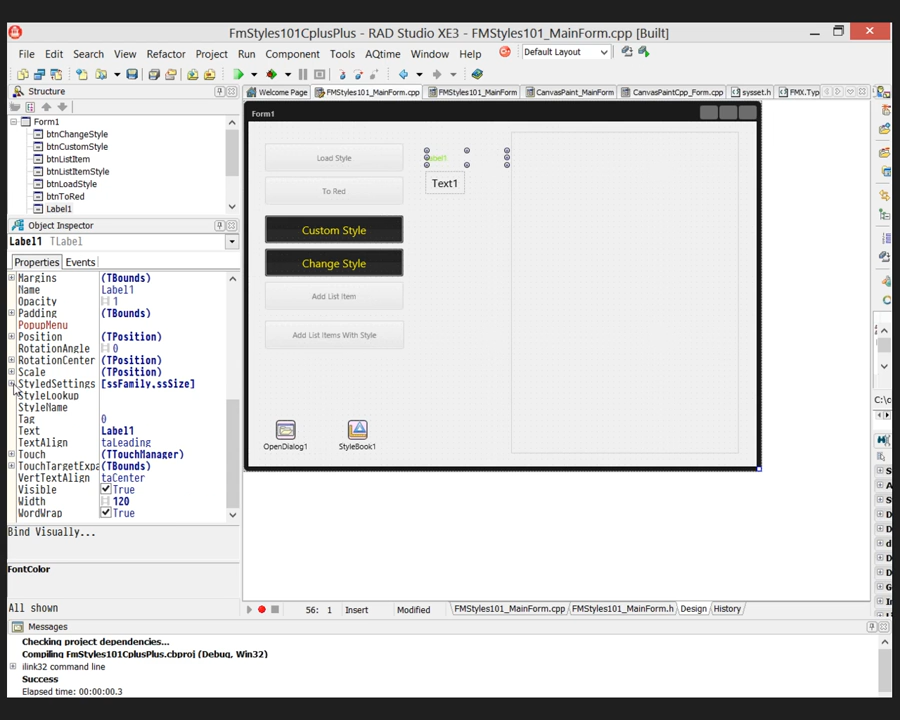 FmStyles101CplusPlus - RAD Studio XE3 - FMStyles101_MainForm.cpp [Built]
File Edit Search View Refactor Project Run Component Tools AQtime Window Help Default Layout
Structure
Welcome Page FMStyles101_MainForm.cpp FMStyles101_MainForm CanvasPaint_MainForm CanvasPaintCpp_Form.cpp sysset.h FMX.Typ
Form1
btnChangeStyle
btnCustomStyle
btnListItem
btnListItemStyle
btnLoadStyle
btnToRed
Label1
Object Inspector
Label1 TLabel
Properties Events
Margins (TBounds)
Name Label1
Opacity 1
Padding (TBounds)
PopupMenu
Position (TPosition)
RotationAngle 0
RotationCenter (TPosition)
Scale (TPosition)
StyledSettings [ssFamily,ssSize]
StyleLookup
StyleName
Tag 0
Text Label1
TextAlign taLeading
Touch (TTouchManager)
TouchTargetExpa (TBounds)
VertTextAlign taCenter
Visible True
Width 120
WordWrap True
Bind Visually...
FontColor
All shown
Form1
Load Style
To Red
Custom Style
Change Style
Add List Item
Add List Items With Style
Label1
Text1
OpenDialog1 StyleBook1
56: 1 Insert Modified FMStyles101_MainForm.cpp FMStyles101_MainForm.h Design History
Messages
Checking project dependencies...
Compiling FmStyles101CplusPlus.cbproj (Debug, Win32)
ilink32 command line
Success
Elapsed time: 00:00:00.3